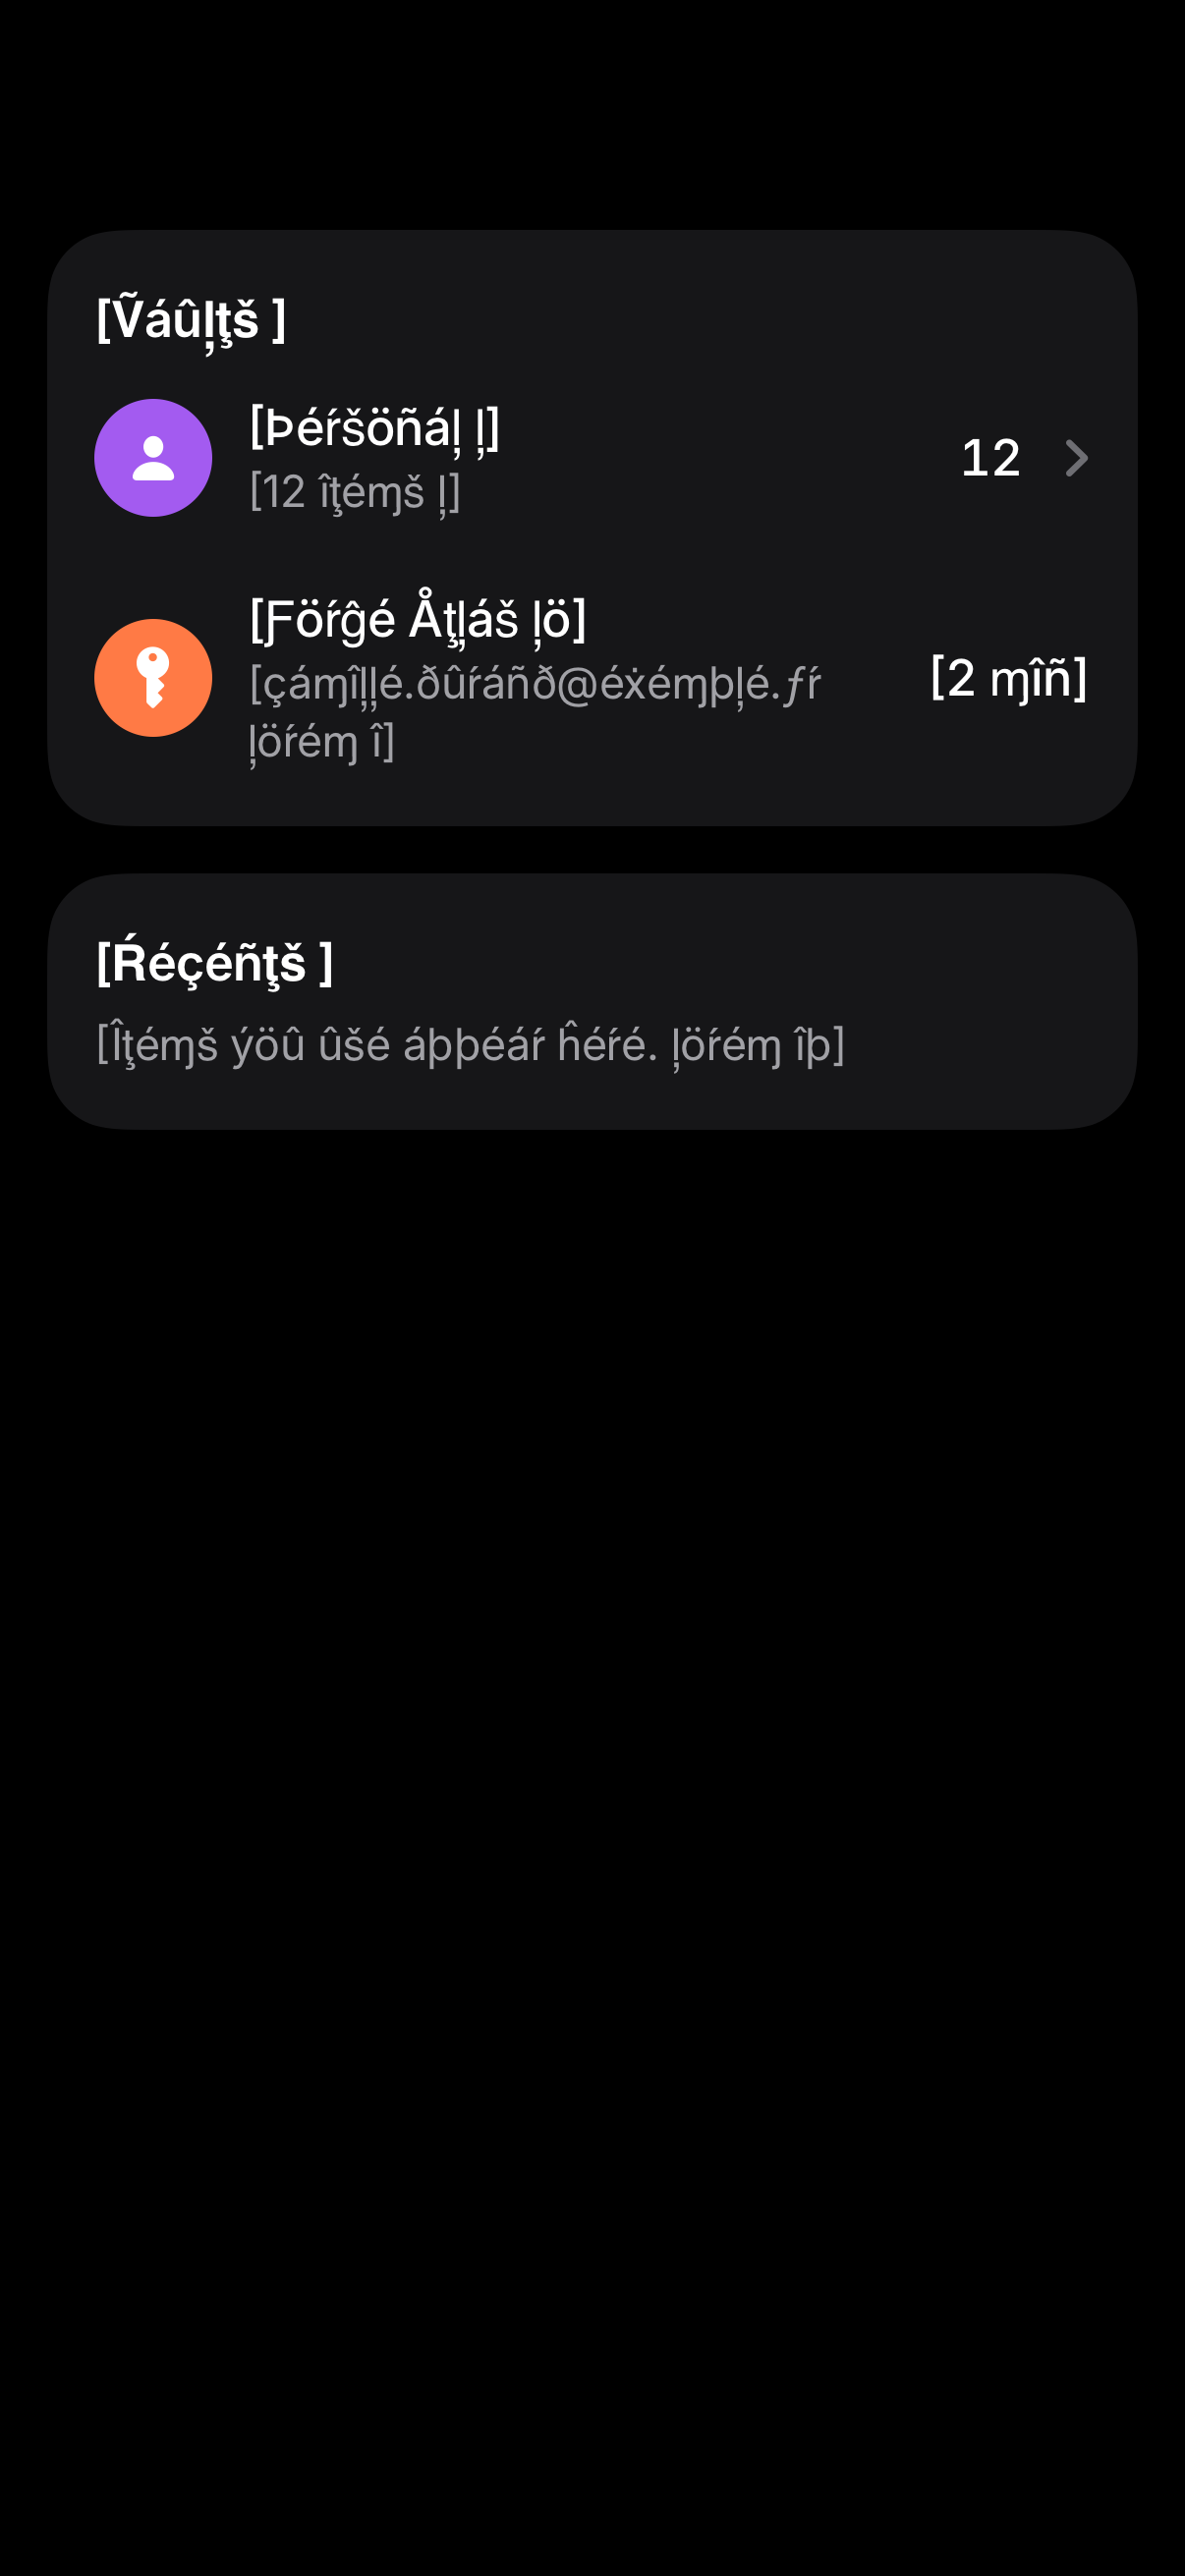 [Ṽáûļţš ]
[Þéŕšöñáļ ļ]
[12 îţéɱš ļ]
12
[Ƒöŕĝé Åţļáš ļö]
[çáɱîļļé.ðûŕáñð@éẋéɱþļé.ƒŕ
ļöŕéɱ î]
[2 ɱîñ]
[Ŕéçéñţš ]
[Îţéɱš ýöû ûšé áþþéáŕ ĥéŕé. ļöŕéɱ îþ]